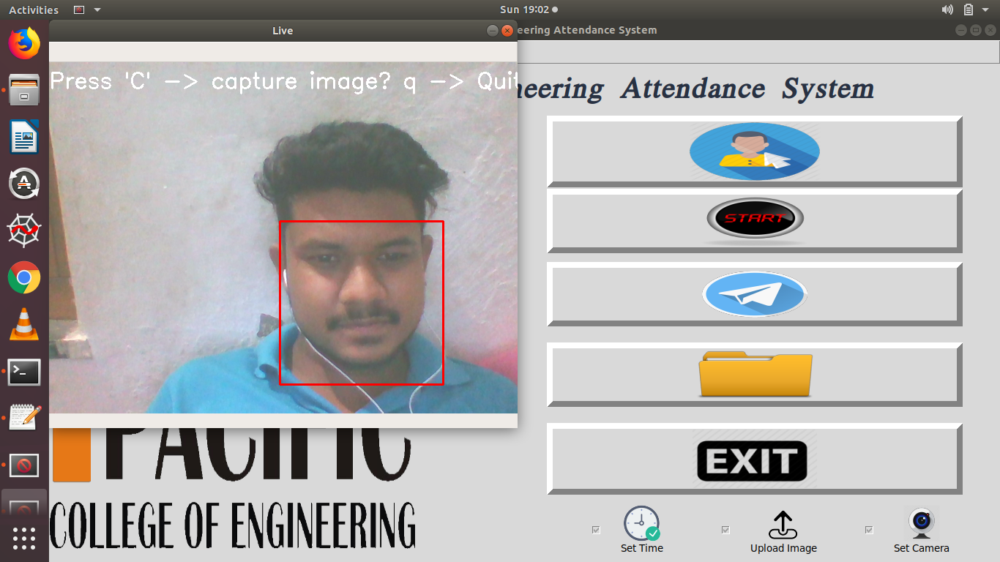 Activities
Sun 19:02
Live
eering Attendance System
Press 'C' --> capture image? q --> Quit
neering Attendance System
START
PACIFIC
EXIT
COLLEGE OF ENGINEERING
Set Time
Upload Image
Set Camera